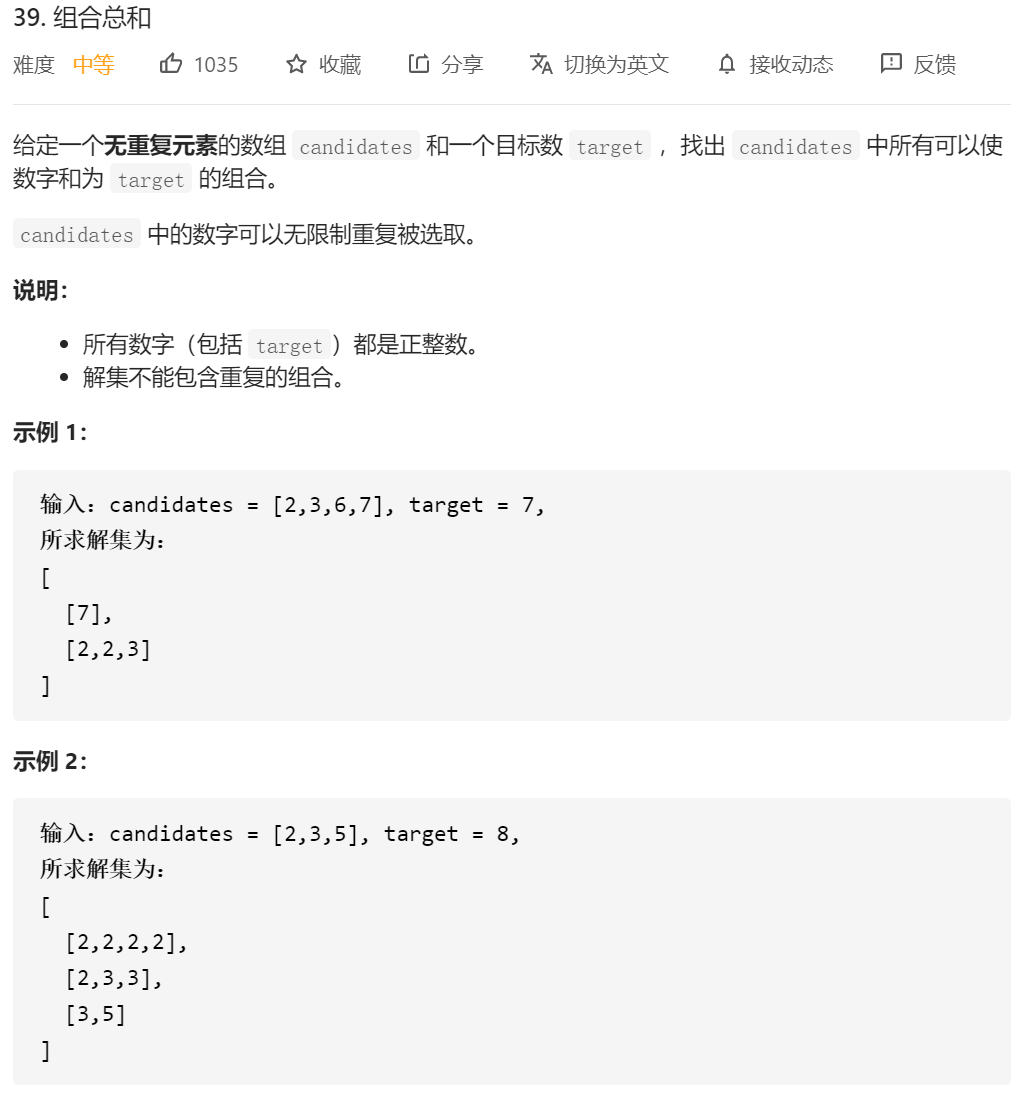 39. 组合总和
难度 中等 1035 收藏 分享 切换为英文 接收动态 反馈
给定一个无重复元素的数组 candidates 和一个目标数 target ，找出 candidates 中所有可以使
数字和为 target 的组合。
candidates 中的数字可以无限制重复被选取。
说明：
• 所有数字（包括 target）都是正整数。
• 解集不能包含重复的组合。
示例 1：
输入：candidates = [2,3,6,7], target = 7,
所求解集为：
[
[7],
[2,2,3]
]
示例 2：
输入：candidates = [2,3,5], target = 8,
所求解集为：
[
[2,2,2,2],
[2,3,3],
[3,5]
]